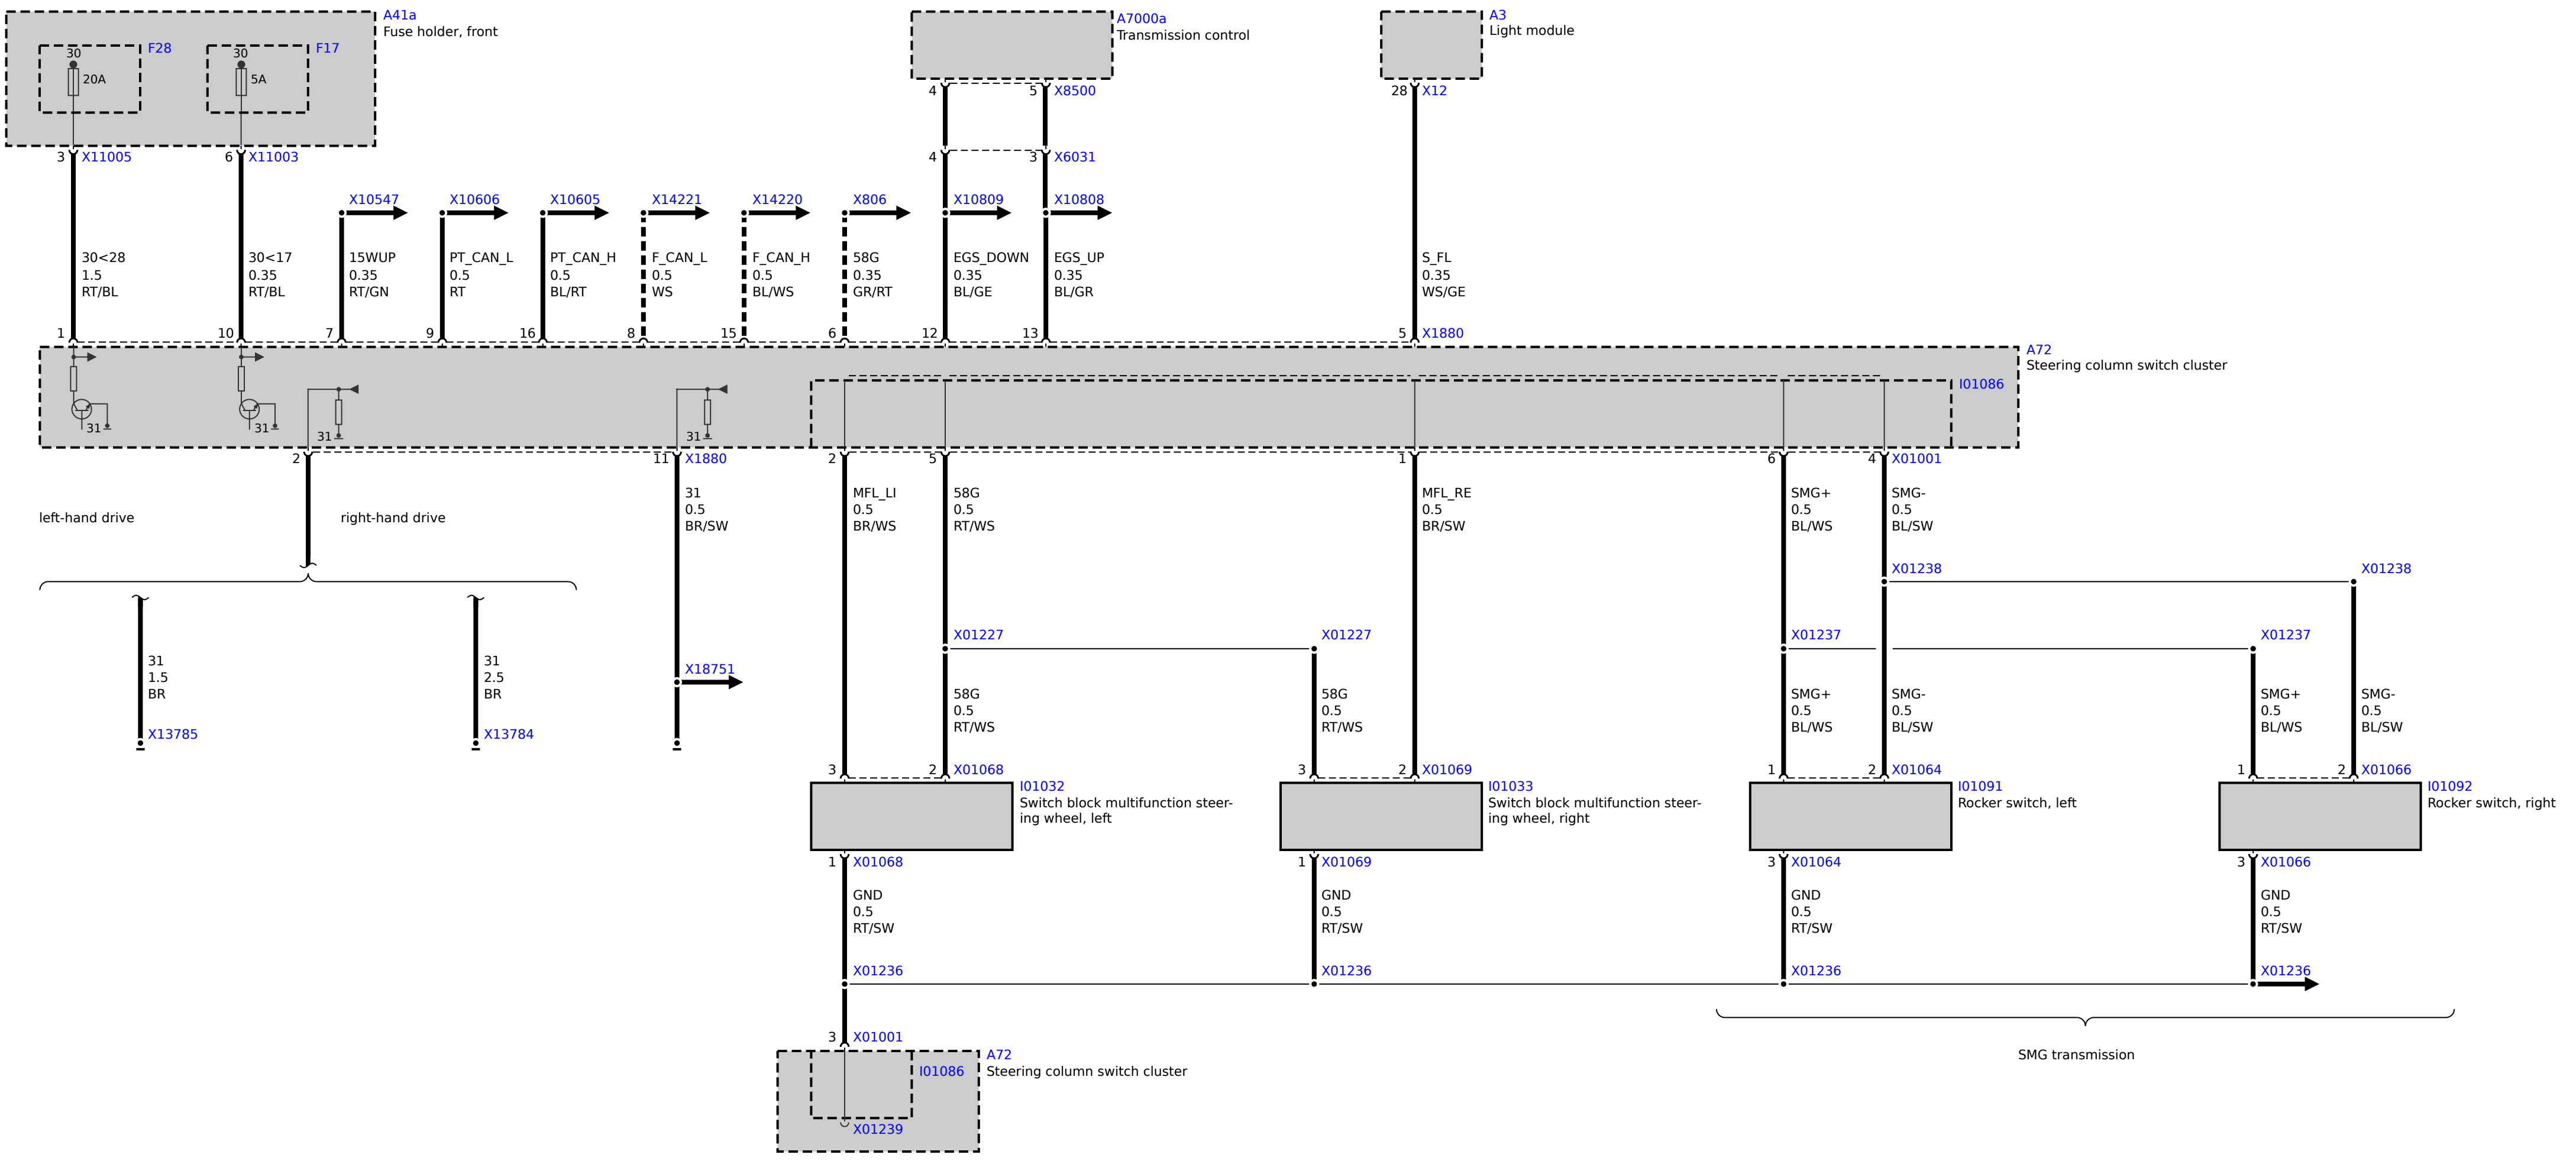 A41a
Fuse holder, front
30
F28
20A
30
F17
5A
A7000a
Transmission control
A3
Light module
4
5
X8500
28
X12
3
X11005
6
X11003
4
3
X6031
X10547
X10606
X10605
X14221
X14220
X806
X10809
X10808
30<28
1.5
RT/BL
30<17
0.35
RT/BL
15WUP
0.35
RT/GN
PT_CAN_L
0.5
RT
PT_CAN_H
0.5
BL/RT
F_CAN_L
0.5
WS
F_CAN_H
0.5
BL/WS
58G
0.35
GR/RT
EGS_DOWN
0.35
BL/GE
EGS_UP
0.35
BL/GR
S_FL
0.35
WS/GE
1
10
7
9
16
8
15
6
12
13
5
X1880
A72
Steering column switch cluster
I01086
31
31
31
31
2
11
X1880
2
5
1
6
4
X01001
left-hand drive
right-hand drive
31
0.5
BR/SW
MFL_LI
0.5
BR/WS
58G
0.5
RT/WS
MFL_RE
0.5
BR/SW
SMG+
0.5
BL/WS
SMG-
0.5
BL/SW
X01238
X01238
X01227
X01227
X01237
X01237
31
1.5
BR
31
2.5
BR
X18751
58G
0.5
RT/WS
58G
0.5
RT/WS
SMG+
0.5
BL/WS
SMG-
0.5
BL/SW
SMG+
0.5
BL/WS
SMG-
0.5
BL/SW
X13785
X13784
3
2
X01068
3
2
X01069
1
2
X01064
1
2
X01066
I01032
Switch block multifunction steer-
ing wheel, left
I01033
Switch block multifunction steer-
ing wheel, right
I01091
Rocker switch, left
I01092
Rocker switch, right
1
X01068
1
X01069
3
X01064
3
X01066
GND
0.5
RT/SW
GND
0.5
RT/SW
GND
0.5
RT/SW
GND
0.5
RT/SW
X01236
X01236
X01236
X01236
3
X01001
SMG transmission
A72
Steering column switch cluster
I01086
X01239